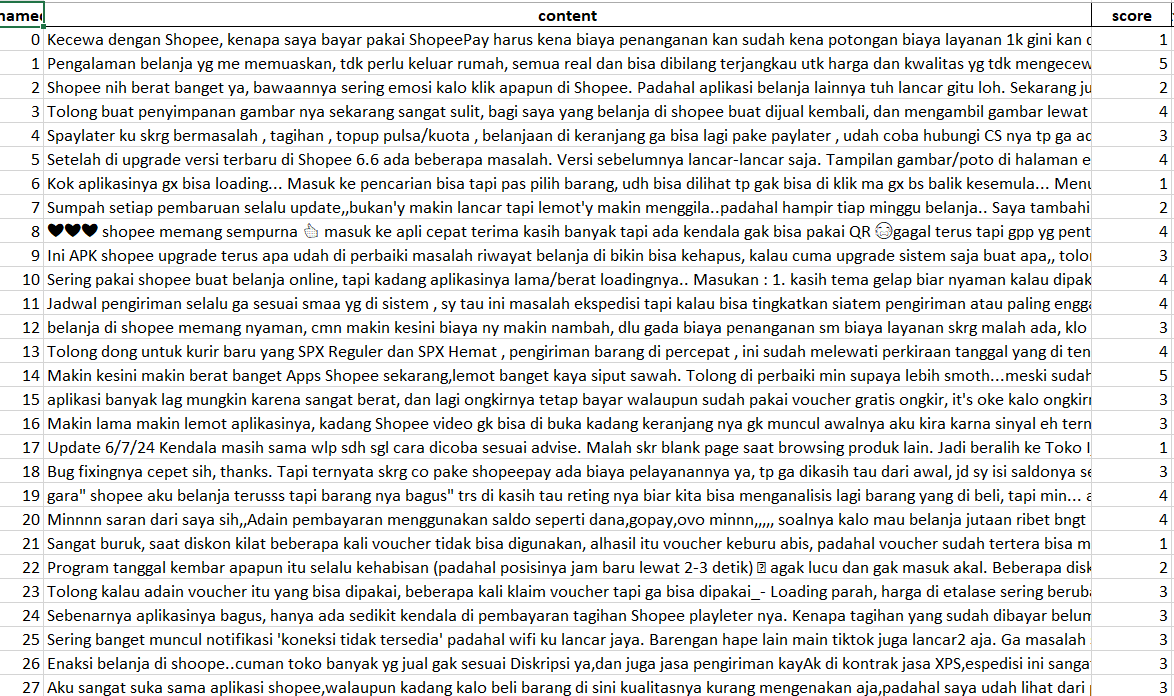 content score
0 Kecewa dengan Shopee, kenapa saya bayar pakai ShopeePay harus kena biaya penanganan kan sudah kena potongan biaya layanan 1k gini kan 1
1 Pengalaman belanja yg me memuaskan, tdk perlu keluar rumah, semua real dan bisa dibilang terjangkau utk harga dan kwalitas yg tdk mengecew 5
2 Shopee nih berat banget ya, bawaannya sering emosi kalo klik apapun di Shopee. Padahal aplikasi belanja lainnya tuh lancar gitu loh. Sekarang ju 2
3 Tolong buat penyimpanan gambar nya sekarang sangat sulit, bagi saya yang belanja di shopee buat dijual kembali, dan mengambil gambar lewat 4
4 Spaylater ku skrg bermasalah , tagihan , topup pulsa/kuota , belanjaan di keranjang ga bisa lagi pake paylater , udah coba hubungi CS nya tp ga ac 3
5 Setelah di upgrade versi terbaru di Shopee 6.6 ada beberapa masalah. Versi sebelumnya lancar-lancar saja. Tampilan gambar/poto di halaman e 4
6 Kok aplikasinya gx bisa loading... Masuk ke pencarian bisa tapi pas pilih barang, udh bisa dilihat tp gak bisa di klik ma gx bs balik kesemula... Menu 1
7 Sumpah setiap pembaruan selalu update,,bukan'y makin lancar tapi lemot'y makin menggila..padahal hampir tiap minggu belanja.. Saya tambahi 2
8 🖤🖤🖤 shopee memang sempurna 👍 masuk ke apli cepat terima kasih banyak tapi ada kendala gak bisa pakai QR 😥gagal terus tapi gpp yg pent 4
9 Ini APK shopee upgrade terus apa udah di perbaiki masalah riwayat belanja di bikin bisa kehapus, kalau cuma upgrade sistem saja buat apa,, tolo 3
10 Sering pakai shopee buat belanja online, tapi kadang aplikasinya lama/berat loadingnya.. Masukan : 1. kasih tema gelap biar nyaman kalau dipak 4
11 Jadwal pengiriman selalu ga sesuai smaa yg di sistem , sy tau ini masalah ekspedisi tapi kalau bisa tingkatkan siatem pengiriman atau paling engga 4
12 belanja di shopee memang nyaman, cmn makin kesini biaya ny makin nambah, dlu gada biaya penanganan sm biaya layanan skrg malah ada, klo 3
13 Tolong dong untuk kurir baru yang SPX Reguler dan SPX Hemat , pengiriman barang di percepat , ini sudah melewati perkiraan tanggal yang di ten 4
14 Makin kesini makin berat banget Apps Shopee sekarang,lemot banget kaya siput sawah. Tolong di perbaiki min supaya lebih smoth...meski sudah 5
15 aplikasi banyak lag mungkin karena sangat berat, dan lagi ongkirnya tetap bayar walaupun sudah pakai voucher gratis ongkir, it's oke kalo ongkirn 3
16 Makin lama makin lemot aplikasinya, kadang Shopee video gk bisa di buka kadang keranjang nya gk muncul awalnya aku kira karna sinyal eh tern 3
17 Update 6/7/24 Kendala masih sama wlp sdh sgl cara dicoba sesuai advise. Malah skr blank page saat browsing produk lain. Jadi beralih ke Toko 1
18 Bug fixingnya cepet sih, thanks. Tapi ternyata skrg co pake shopeepay ada biaya pelayanannya ya, tp ga dikasih tau dari awal, jd sy isi saldonya se 3
19 gara" shopee aku belanja terusss tapi barang nya bagus" trs di kasih tau reting nya biar kita bisa menganalisis lagi barang yang di beli, tapi min... a 4
20 Minnnn saran dari saya sih,,Adain pembayaran menggunakan saldo seperti dana,gopay,ovo minnn,,,,, soalnya kalo mau belanja jutaan ribet bngt 4
21 Sangat buruk, saat diskon kilat beberapa kali voucher tidak bisa digunakan, alhasil itu voucher keburu abis, padahal voucher sudah tertera bisa m 1
22 Program tanggal kembar apapun itu selalu kehabisan (padahal posisinya jam baru lewat 2-3 detik) agak lucu dan gak masuk akal. Beberapa disk 2
23 Tolong kalau adain voucher itu yang bisa dipakai, beberapa kali klaim voucher tapi ga bisa dipakai_- Loading parah, harga di etalase sering beruba 3
24 Sebenarnya aplikasinya bagus, hanya ada sedikit kendala di pembayaran tagihan Shopee playleter nya. Kenapa tagihan yang sudah dibayar belum 3
25 Sering banget muncul notifikasi 'koneksi tidak tersedia' padahal wifi ku lancar jaya. Barengan hape lain main tiktok juga lancar2 aja. Ga masalah 3
26 Enaksi belanja di shoope..cuman toko banyak yg jual gak sesuai Diskripsi ya,dan juga jasa pengiriman kayAk di kontrak jasa XPS,espedisi ini sanga 3
27 Aku sangat suka sama aplikasi shopee,walaupun kadang kalo beli barang di sini kualitasnya kurang mengenakan aja,padahal saya udah lihat dari 3